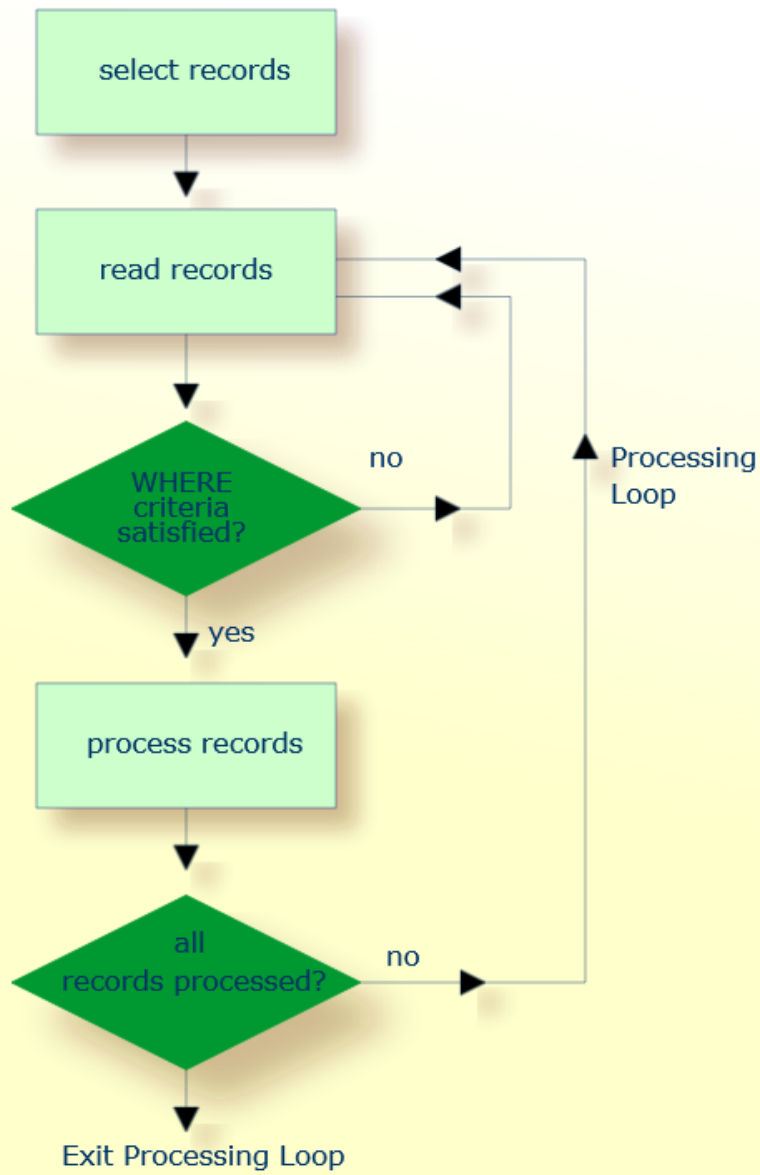 select records
read records
no
WHERE
criteria
satisfied?
Processing
Loop
yes
process records
all
records processed?
no
Exit Processing Loop